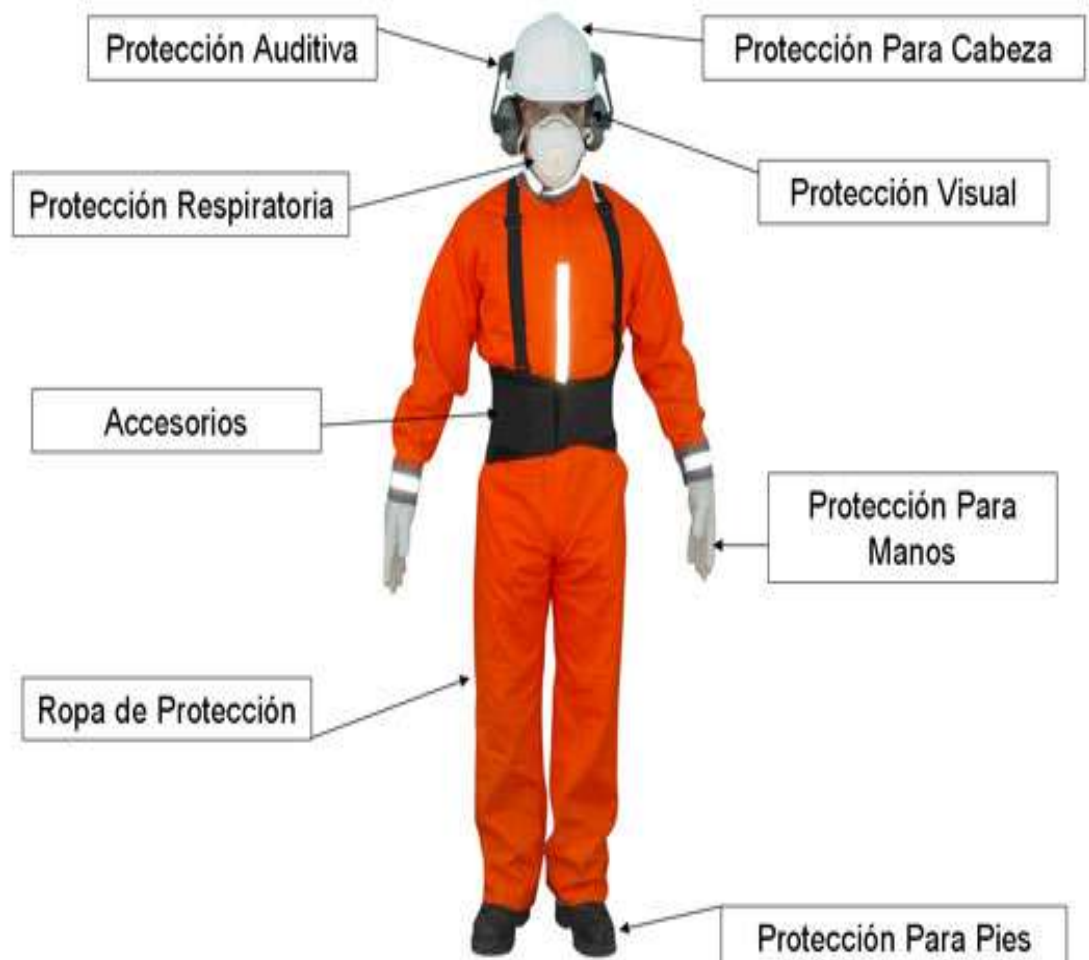 Protección Auditiva
Protección Para Cabeza
Protección Respiratoria
Protección Visual
Accesorios
Protección Para
Manos
Ropa de Protección
Protección Para Pies